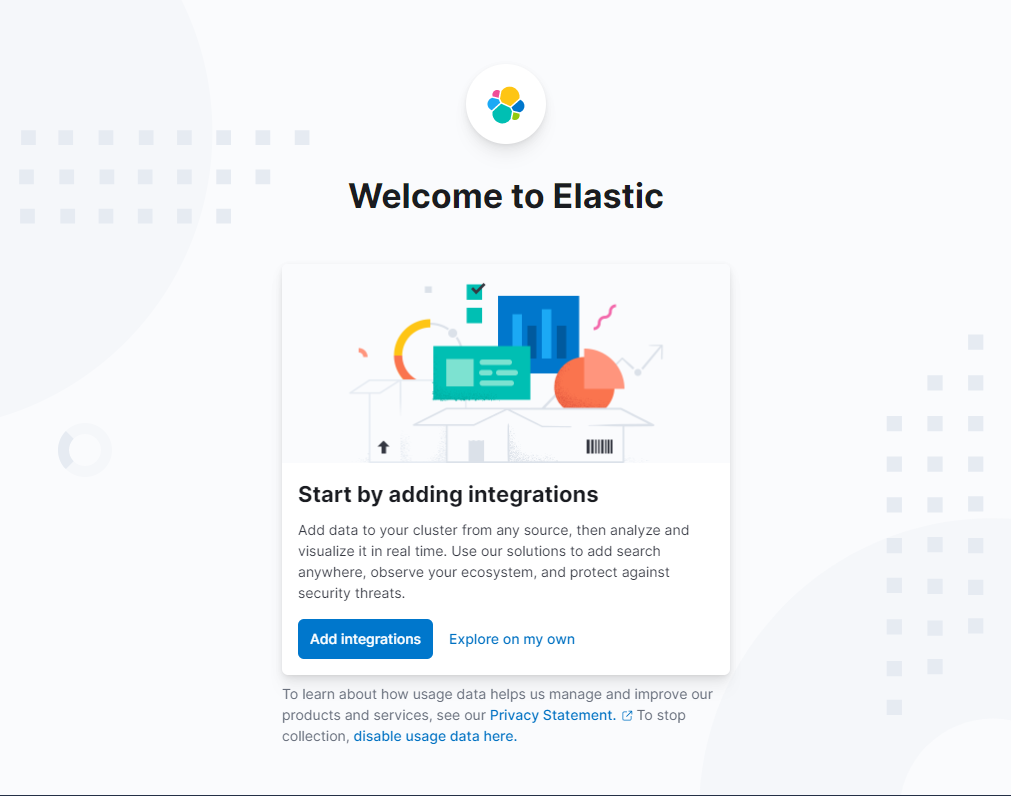 Welcome to Elastic
Start by adding integrations
Add data to your cluster from any source, then analyze and
visualize it in real time. Use our solutions to add search
anywhere, observe your ecosystem, and protect against
security threats.
Add integrations
Explore on my own
To learn about how usage data helps us manage and improve our
products and services, see our Privacy Statement. To stop
collection, disable usage data here.